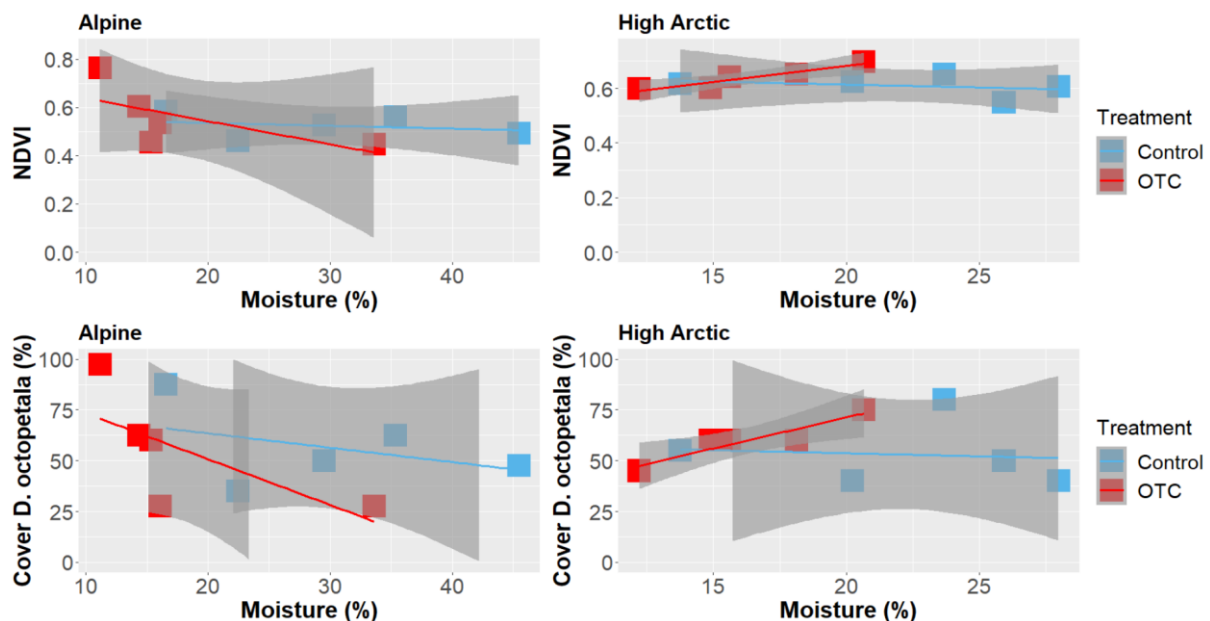 Alpine
NDVI
0.8
0.6
0.4
0.2
0.0
10 20 30 40
Moisture (%)
High Arctic
NDVI
0.6
0.4
0.2
0.0
15 20 25
Moisture (%)
Treatment
Control
OTC
Alpine
Cover D. octopetala (%)
100
75
50
25
0
10 20 30 40
Moisture (%)
High Arctic
Cover D. octopetala (%)
100
75
50
25
0
15 20 25
Moisture (%)
Treatment
Control
OTC